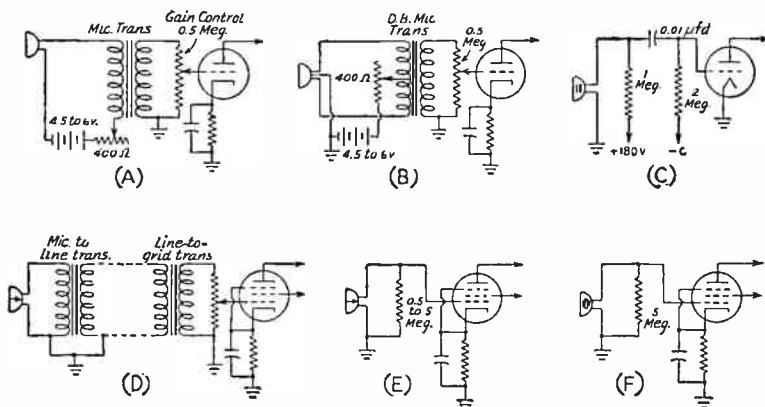 Mic. Trans
Gain Control
0.5 Meg.
4.5 to 6v.
400Ω
(A)
D.B. Mic
Trans
0.5
Meg
400Ω
4.5 to 6v
(B)
0.01 µfd
1
Meg.
2
Meg.
+180V
-C
(C)
Mic. to
line trans.
Line-to-
grid trans
(D)
0.5
to 5
Meg.
(E)
5
Meg.
(F)